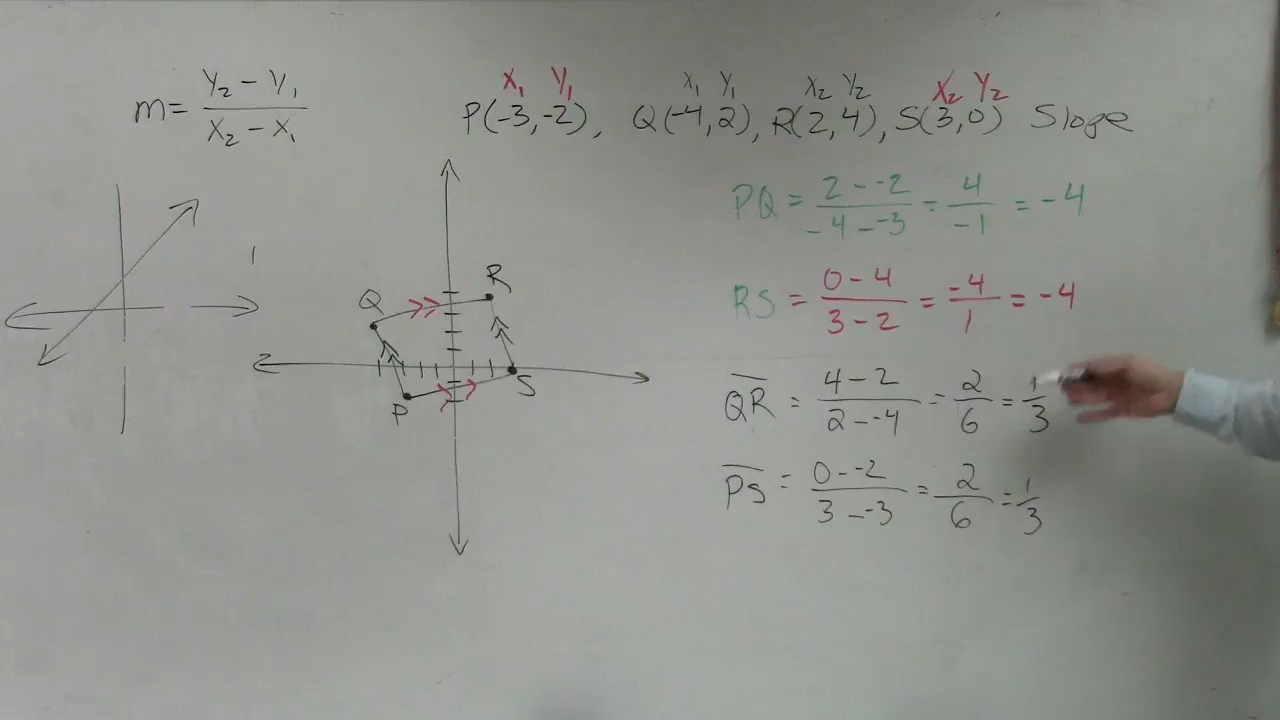 m = (Y₂ - Y₁)/(X₂ - X₁)
X₁ Y₁ X₁ Y₁ X₂ Y₂ X₂ Y₂
P(-3,-2), Q(-4,2), R(2,4), S(3,0) Slope
PQ = (2 - -2)/(-4 - -3) = 4/-1 = -4
RS = (0 - 4)/(3 - 2) = -4/1 = -4
Q̅R̅ = (4 - 2)/(2 - -4) = 2/6 = 1/3
P̅S̅ = (0 - -2)/(3 - -3) = 2/6 = 1/3
Q R
P S